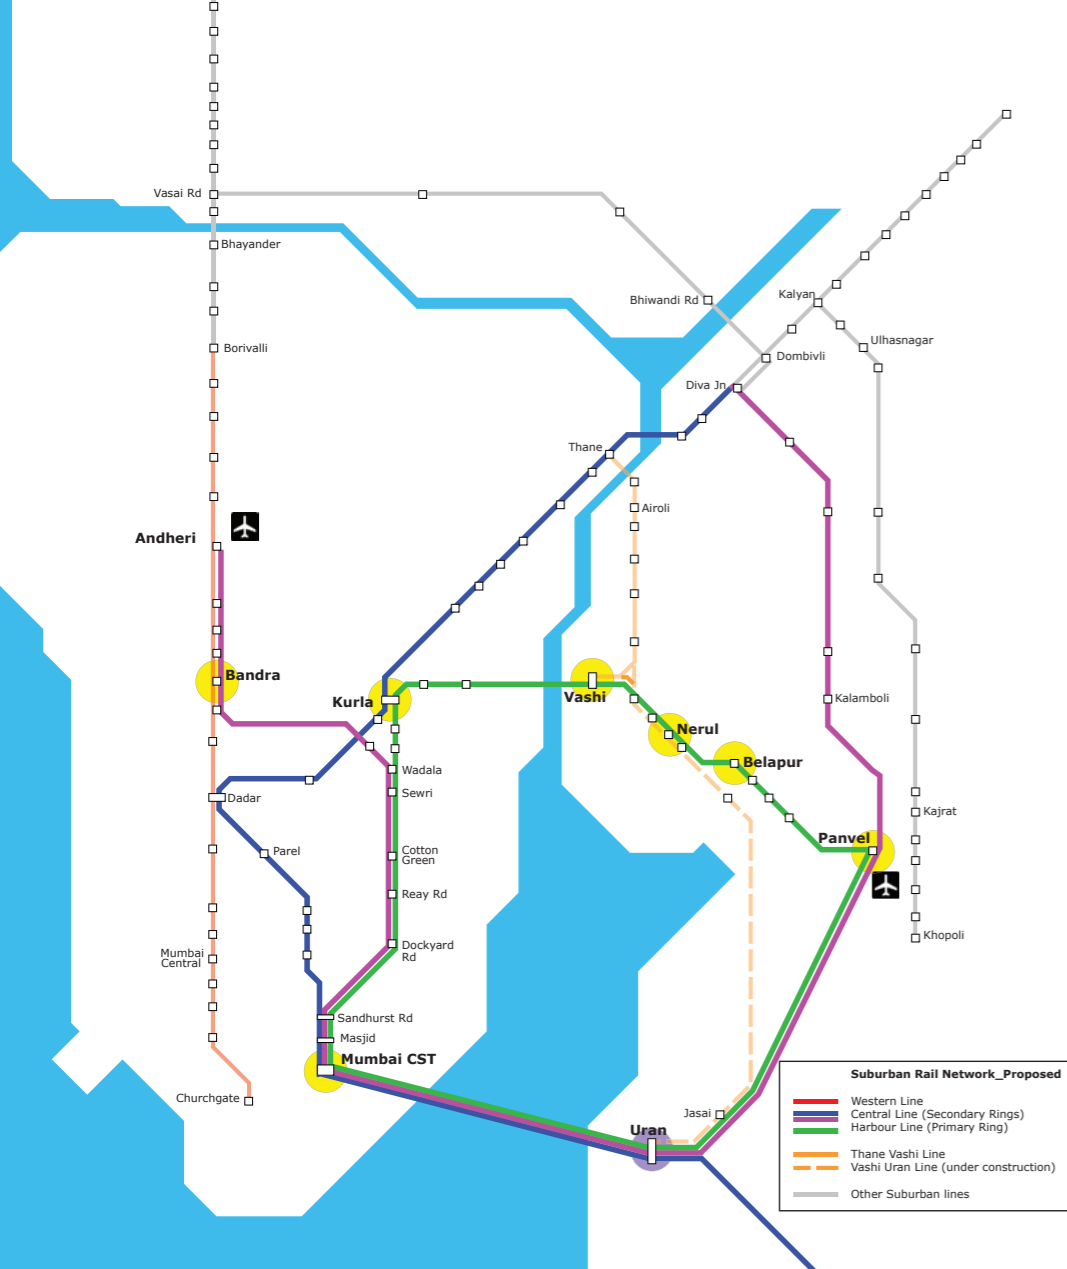 Vasai Rd
Bhayander
Kalyan
Bhiwandi Rd
Ulhasnagar
Borivalli
Dombivli
Diva Jn
Thane
Airoli
Andheri
Bandra
Kurla
Vashi
Kalamboli
Nerul
Belapur
Wadala
Sewri
Dadar
Kajrat
Panvel
Parel
Cotton
Green
Reay Rd
Khopoli
Dockyard
Rd
Mumbai
Central
Sandhurst Rd
Masjid
Mumbai CST
Churchgate
Jasai
Uran
Suburban Rail Network_Proposed
Western Line
Central Line (Secondary Rings)
Harbour Line (Primary Ring)
Thane Vashi Line
Vashi Uran Line (under construction)
Other Suburban lines